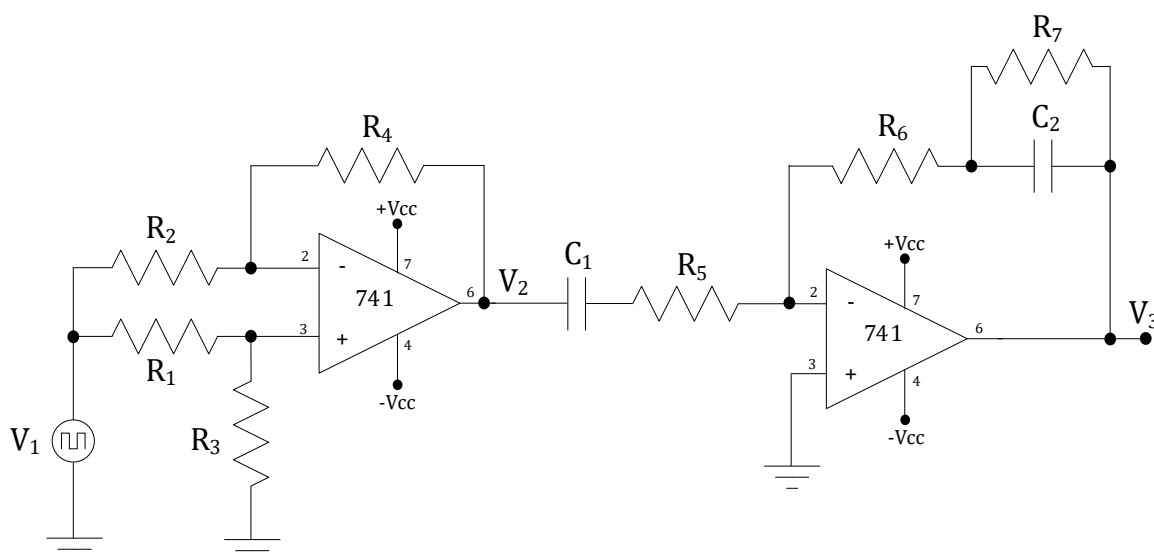 R₇
C₂
R₆
R₄
+Vcc
7
R₂
2
-
741
6
V₂
3
+
4
-Vcc
R₁
R₃
V₁
C₁
R₅
+Vcc
7
2
-
741
6
V₃
3
+
4
-Vcc